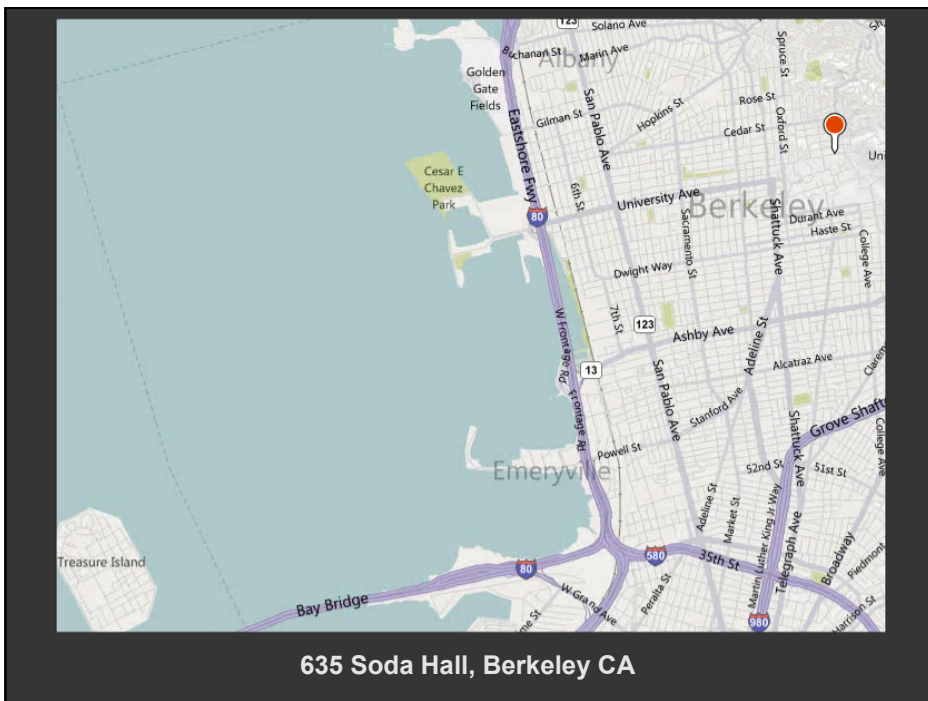 123
Solano Ave
Buchanan St
Marin Ave
Albany
Spruce St
Golden
Gate
Fields
Eastshore Fwy
Gilman St
San Pablo Ave
Hopkins St
Rose St
Cedar St
Oxford St
Cesar E
Chavez
Park
6th St
University Ave
80
Berkeley
Sacramento St
Shattuck Ave
Durant Ave
Haste St
College Ave
Dwight Way
7th St
123
Ashby Ave
W Frontage Rd
13
Adeline St
Alcatraz Ave
San Pablo Ave
Stanford Ave
Frontage Rd
Shattuck Ave
Grove Shaft
College Ave
Powell St
Emeryville
52nd St
51st St
Adeline St
Market St
Martin Luther King Jr Way
Telegraph Ave
Broadway
Piedmont
Treasure Island
80
580
35th St
Bay Bridge
W Grand Ave
Peralta St
Harrison St
980
635 Soda Hall, Berkeley CA